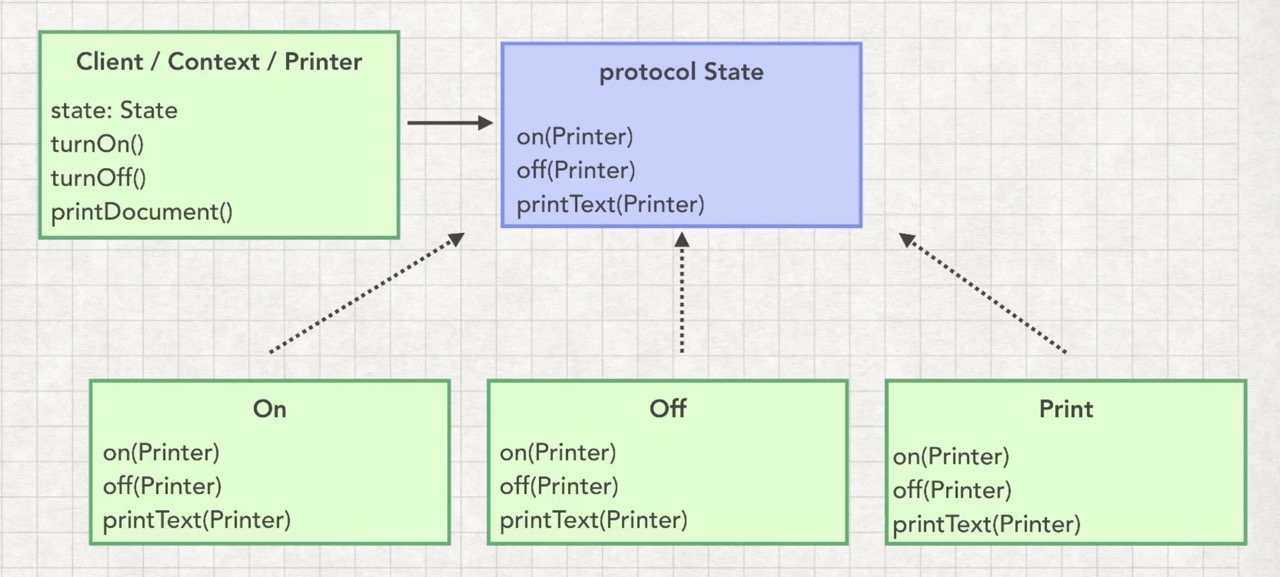 Client / Context / Printer
state: State
turnOn()
turnOff()
printDocument()
protocol State
on(Printer)
off(Printer)
printText(Printer)
On
on(Printer)
off(Printer)
printText(Printer)
Off
on(Printer)
off(Printer)
printText(Printer)
Print
on(Printer)
off(Printer)
printText(Printer)